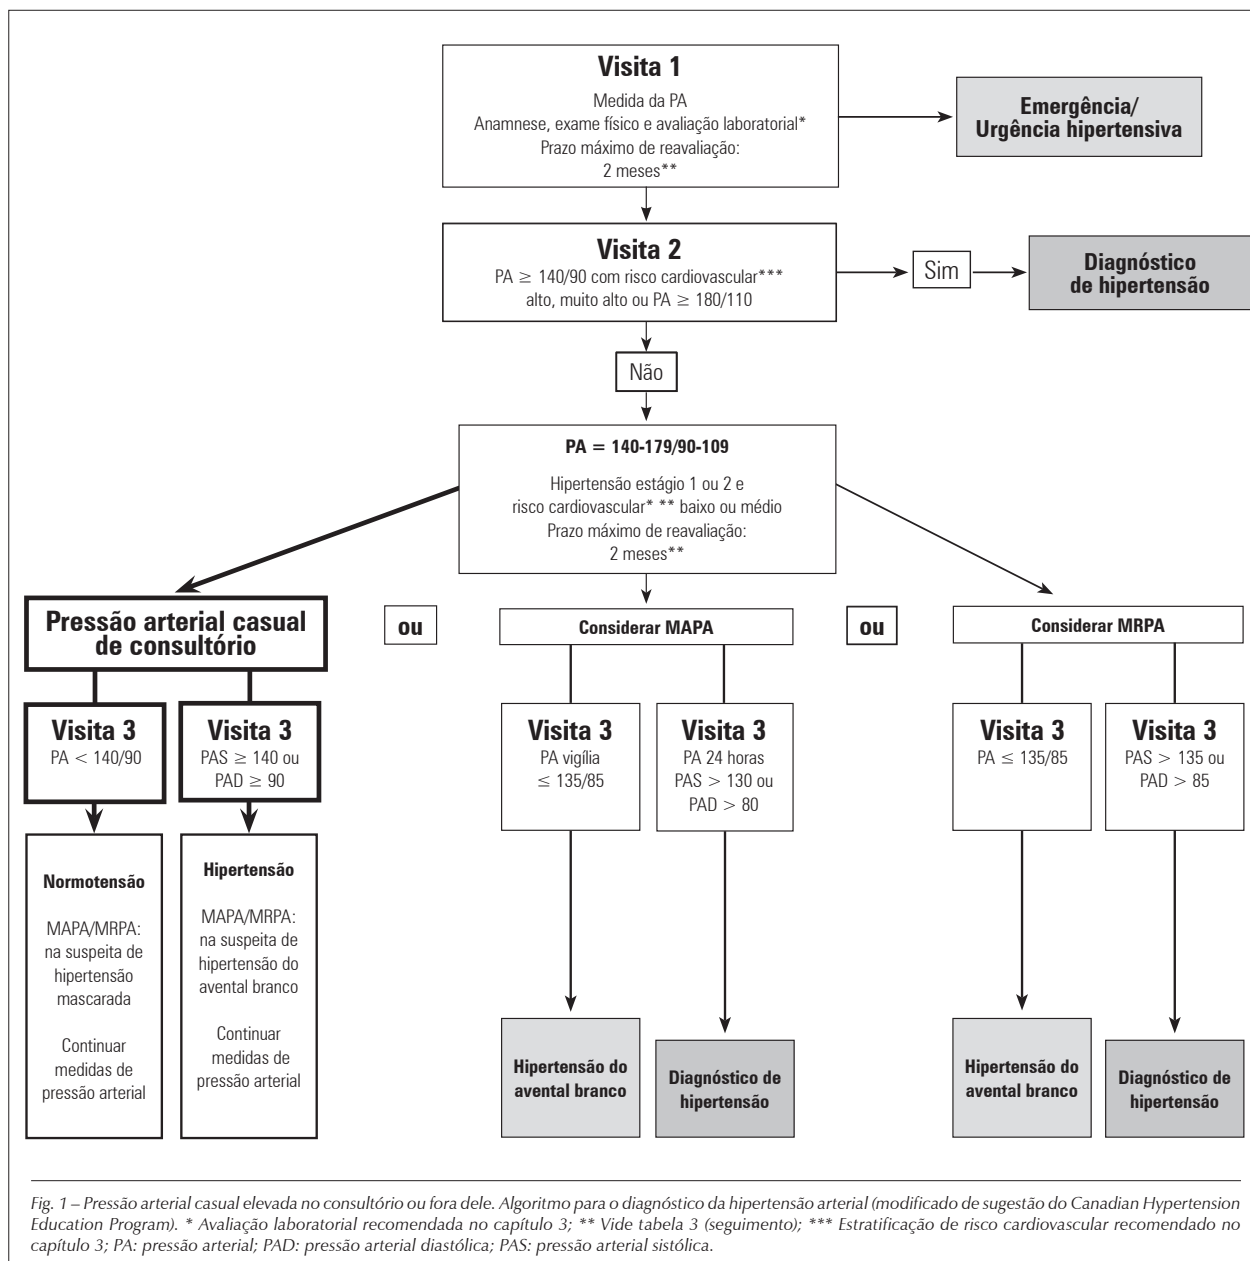 Visita 1
Medida da PA
Anamnese, exame físico e avaliação laboratorial*
Prazo máximo de reavaliação:
2 meses**
Emergência/
Urgência hipertensiva
Visita 2
PA ≥ 140/90 com risco cardiovascular***
alto, muito alto ou PA ≥ 180/110
Sim
Diagnóstico
de hipertensão
Não
PA = 140-179/90-109
Hipertensão estágio 1 ou 2 e
risco cardiovascular* ** baixo ou médio
Prazo máximo de reavaliação:
2 meses**
Pressão arterial casual
de consultório
ou
Considerar MAPA
ou
Considerar MRPA
Visita 3
PA < 140/90
Visita 3
PAS ≥ 140 ou
PAD ≥ 90
Visita 3
PA vigília
≤ 135/85
Visita 3
PA 24 horas
PAS > 130 ou
PAD > 80
Visita 3
PA ≤ 135/85
Visita 3
PAS > 135 ou
PAD > 85
Normotensão
MAPA/MRPA:
na suspeita de
hipertensão
mascarada
Continuar
medidas de
pressão arterial
Hipertensão
MAPA/MRPA:
na suspeita de
hipertensão do
avental branco
Continuar
medidas de
pressão arterial
Hipertensão do
avental branco
Diagnóstico de
hipertensão
Hipertensão do
avental branco
Diagnóstico de
hipertensão
Fig. 1 – Pressão arterial casual elevada no consultório ou fora dele. Algoritmo para o diagnóstico da hipertensão arterial (modificado de sugestão do Canadian Hypertension
Education Program). * Avaliação laboratorial recomendada no capítulo 3; ** Vide tabela 3 (seguimento); *** Estratificação de risco cardiovascular recomendado no
capítulo 3; PA: pressão arterial; PAD: pressão arterial diastólica; PAS: pressão arterial sistólica.